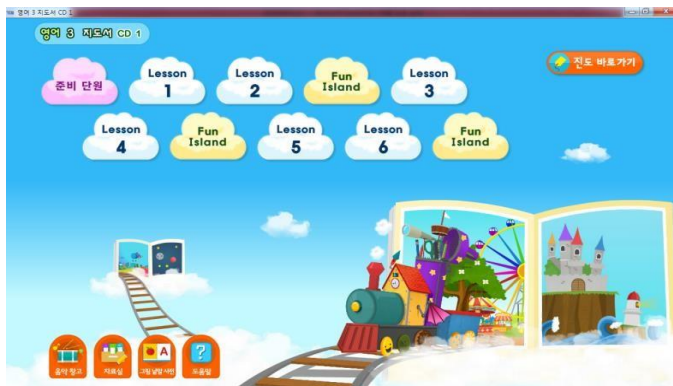 영어 3 지도서 CD 1
영어 3 지도서 CD 1
진도 바로가기
준비 단원
Lesson
1
Lesson
2
Fun
Island
Lesson
3
Lesson
4
Fun
Island
Lesson
5
Lesson
6
Fun
Island
A
?
음악 창고
자료실
그림 낱말 사전
도움말